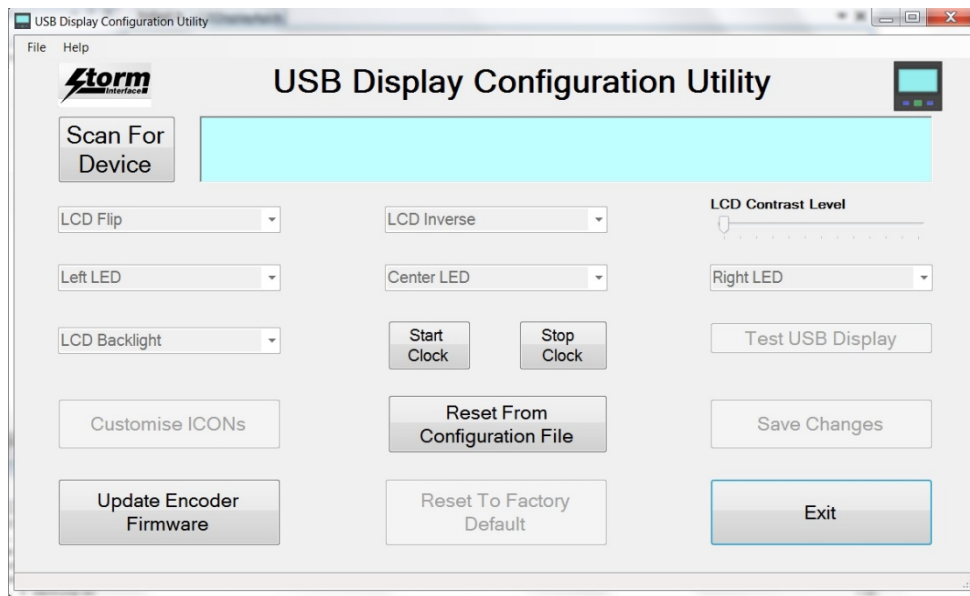 USB Display Configuration Utility
File Help
Storm
Interface
USB Display Configuration Utility
Scan For
Device
LCD Flip
LCD Inverse
LCD Contrast Level
Left LED
Center LED
Right LED
LCD Backlight
Start
Clock
Stop
Clock
Test USB Display
Customise ICONs
Reset From
Configuration File
Save Changes
Update Encoder
Firmware
Reset To Factory
Default
Exit